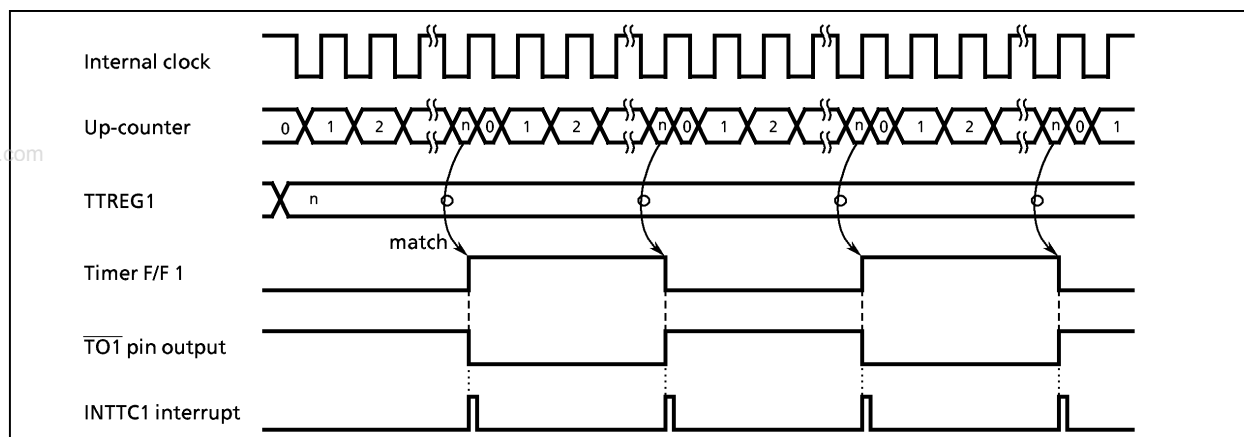 Internal clock
Up-counter
0 1 2 n 0 1 2 n 0 1 2 n 0 1 2 n 0 1
.com
TTREG1
n
match
Timer F/F 1
TO1 pin output
INTTC1 interrupt